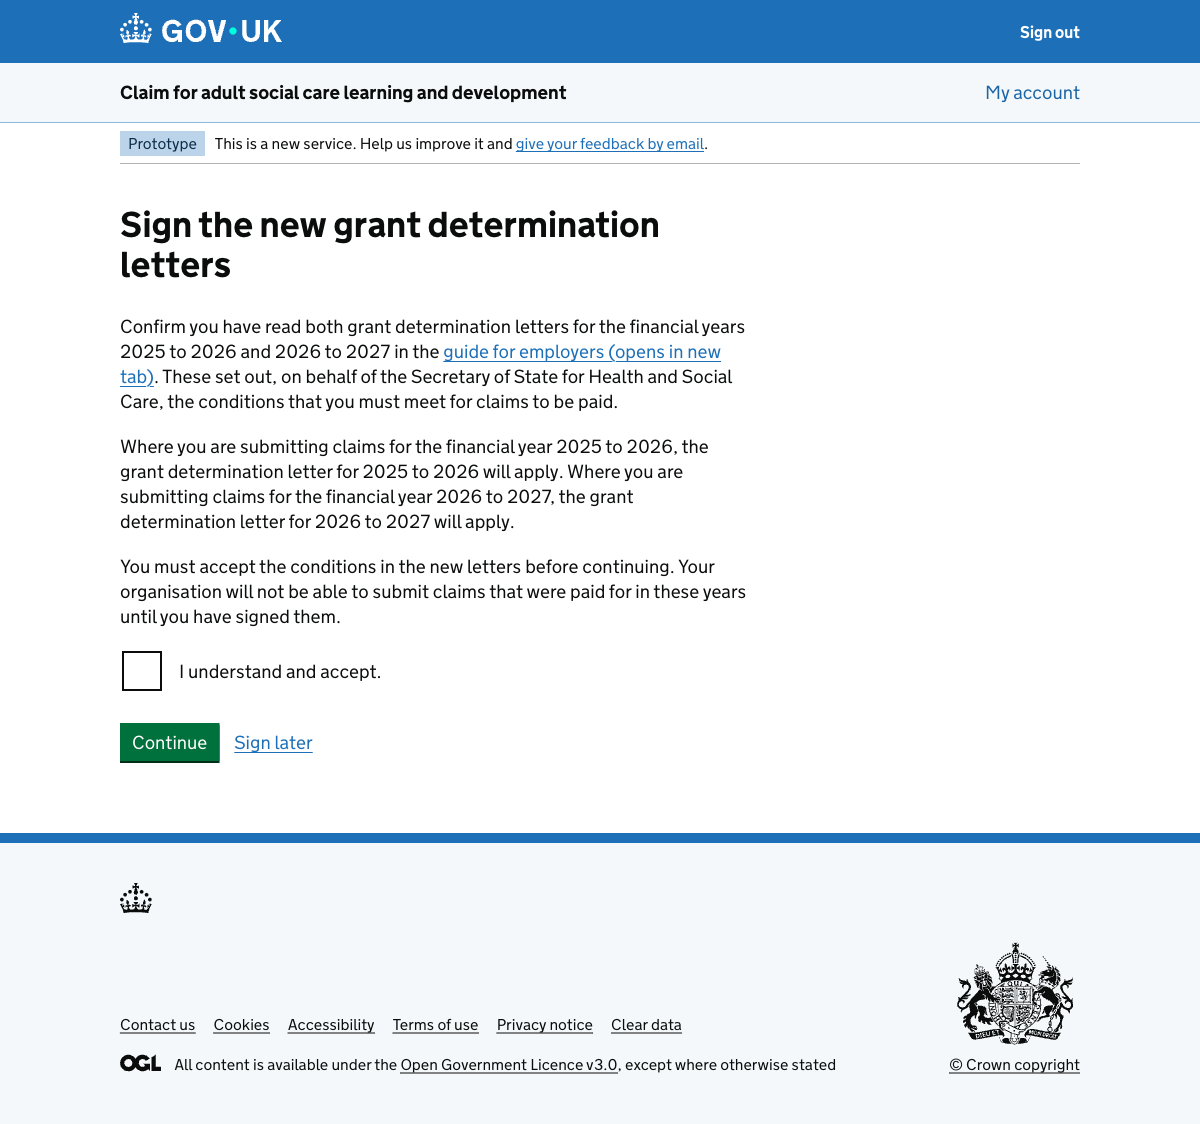 GOV·UK
Sign out
Claim for adult social care learning and development
My account
Prototype
This is a new service. Help us improve it and give your feedback by email.
Sign the new grant determination
letters
Confirm you have read both grant determination letters for the financial years
2025 to 2026 and 2026 to 2027 in the guide for employers (opens in new
tab). These set out, on behalf of the Secretary of State for Health and Social
Care, the conditions that you must meet for claims to be paid.
Where you are submitting claims for the financial year 2025 to 2026, the
grant determination letter for 2025 to 2026 will apply. Where you are
submitting claims for the financial year 2026 to 2027, the grant
determination letter for 2026 to 2027 will apply.
You must accept the conditions in the new letters before continuing. Your
organisation will not be able to submit claims that were paid for in these years
until you have signed them.
I understand and accept.
Continue
Sign later
Contact us
Cookies
Accessibility
Terms of use
Privacy notice
Clear data
OGL
All content is available under the Open Government Licence v3.0, except where otherwise stated
© Crown copyright